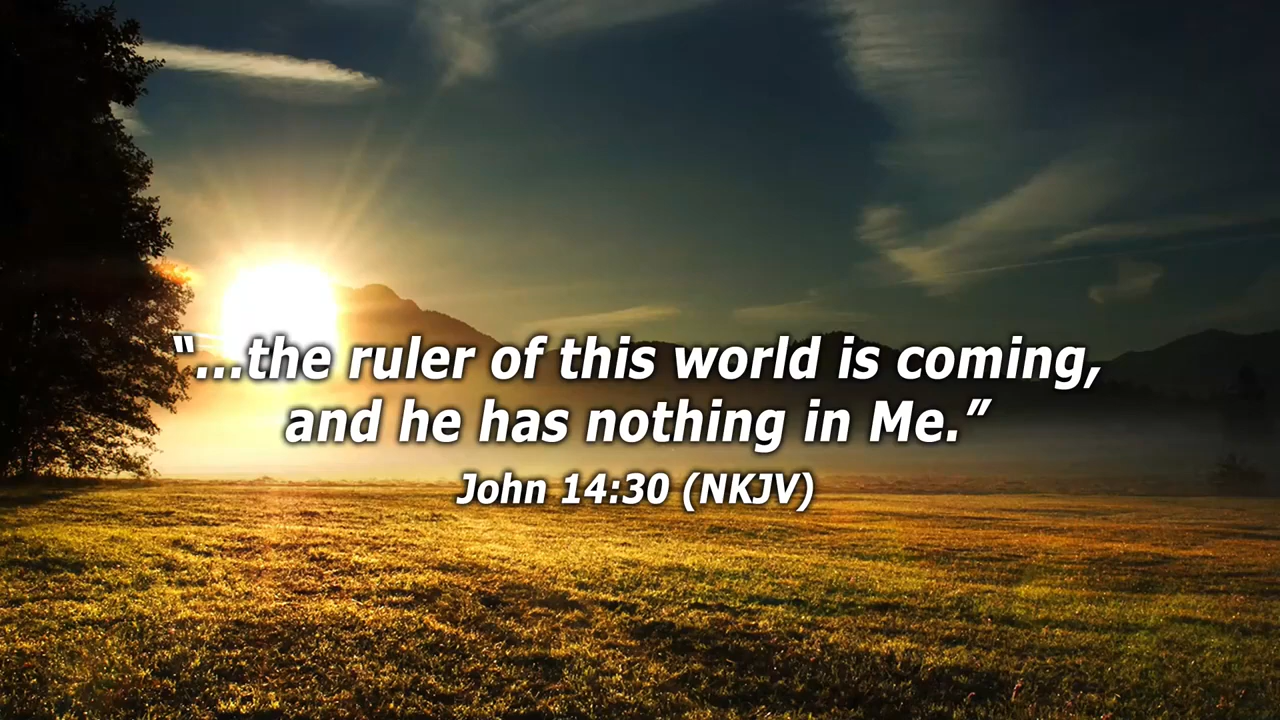 “...the ruler of this world is coming,
and he has nothing in Me.”
John 14:30 (NKJV)